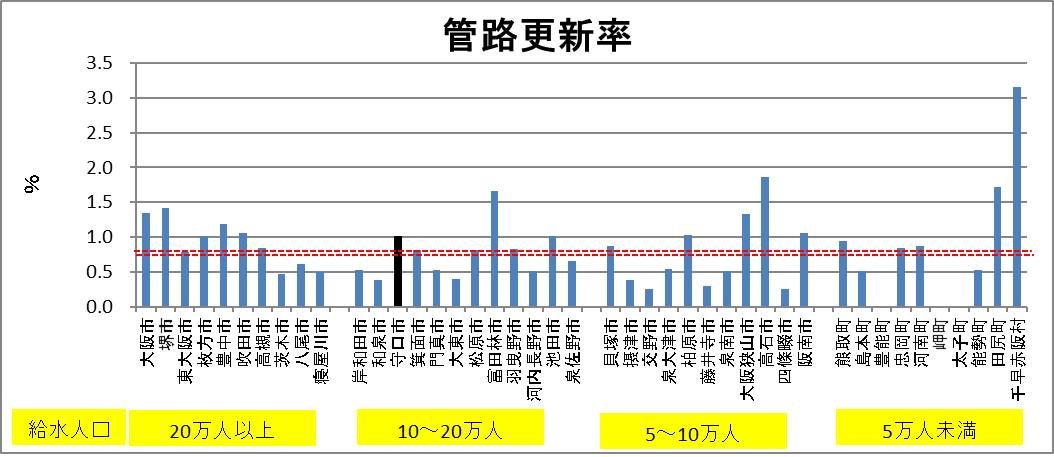 管路更新率
%
3.5
3.0
2.5
2.0
1.5
1.0
0.5
0.0
大阪市
堺市
東大阪市
枚方市
豊中市
吹田市
高槻市
茨木市
八尾市
寝屋川市
岸和田市
和泉市
守口市
箕面市
門真市
大東市
松原市
富田林市
羽曳野市
河内長野市
池田市
泉佐野市
貝塚市
摂津市
交野市
泉大津市
柏原市
藤井寺市
泉南市
大阪狭山市
高石市
四條畷市
阪南市
熊取町
島本町
豊能町
忠岡町
河南町
岬町
太子町
能勢町
田尻町
千早赤阪村
給水人口
20万人以上
10～20万人
5～10万人
5万人未満